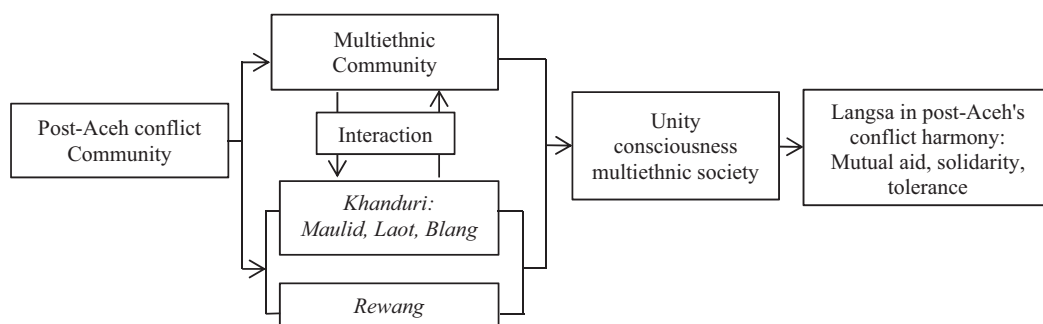 Post-Aceh conflict
Community
Multiethnic
Community
Interaction
Khanduri:
Maulid, Laot, Blang
Rewang
Unity
consciousness
multiethnic society
Langsa in post-Aceh's
conflict harmony:
Mutual aid, solidarity,
tolerance